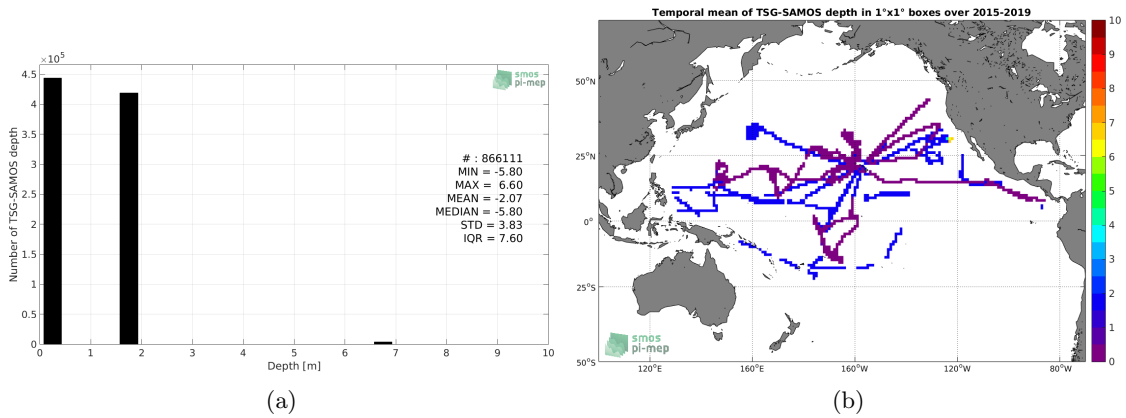 ×10⁵
4.5
4
3.5
3
2.5
2
1.5
1
0.5
0
Number of TSG-SAMOS depth
smos
pi-mep
# : 866111
MIN = -5.80
MAX = 6.60
MEAN = -2.07
MEDIAN = -5.80
STD = 3.83
IQR = 7.60
0 1 2 3 4 5 6 7 8 9 10
Depth [m]
(a)
Temporal mean of TSG-SAMOS depth in 1°x1° boxes over 2015-2019
50°N
25°N
0°
25°S
50°S
120°E 160°E 160°W 120°W 80°W
smos
pi-mep
10
9
8
7
6
5
4
3
2
1
0
(b)